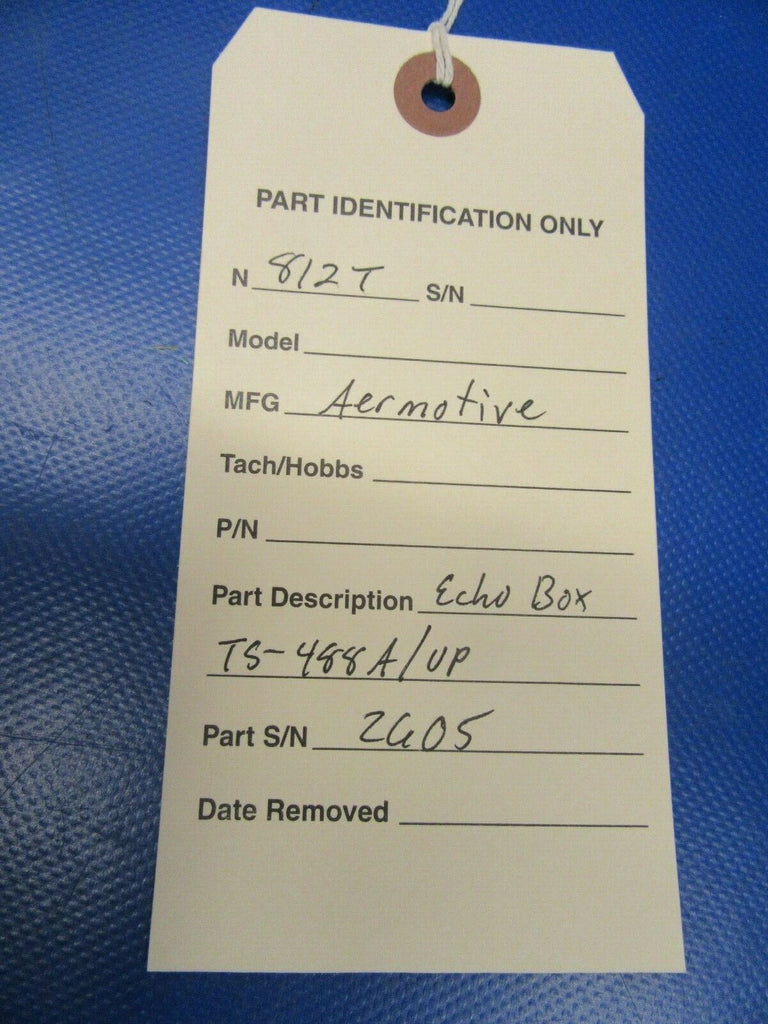 PART IDENTIFICATION ONLY
N 812T S/N
Model
MFG Aermotive
Tach/Hobbs
P/N
Part Description Echo Box
TS-488A/UP
Part S/N 2605
Date Removed